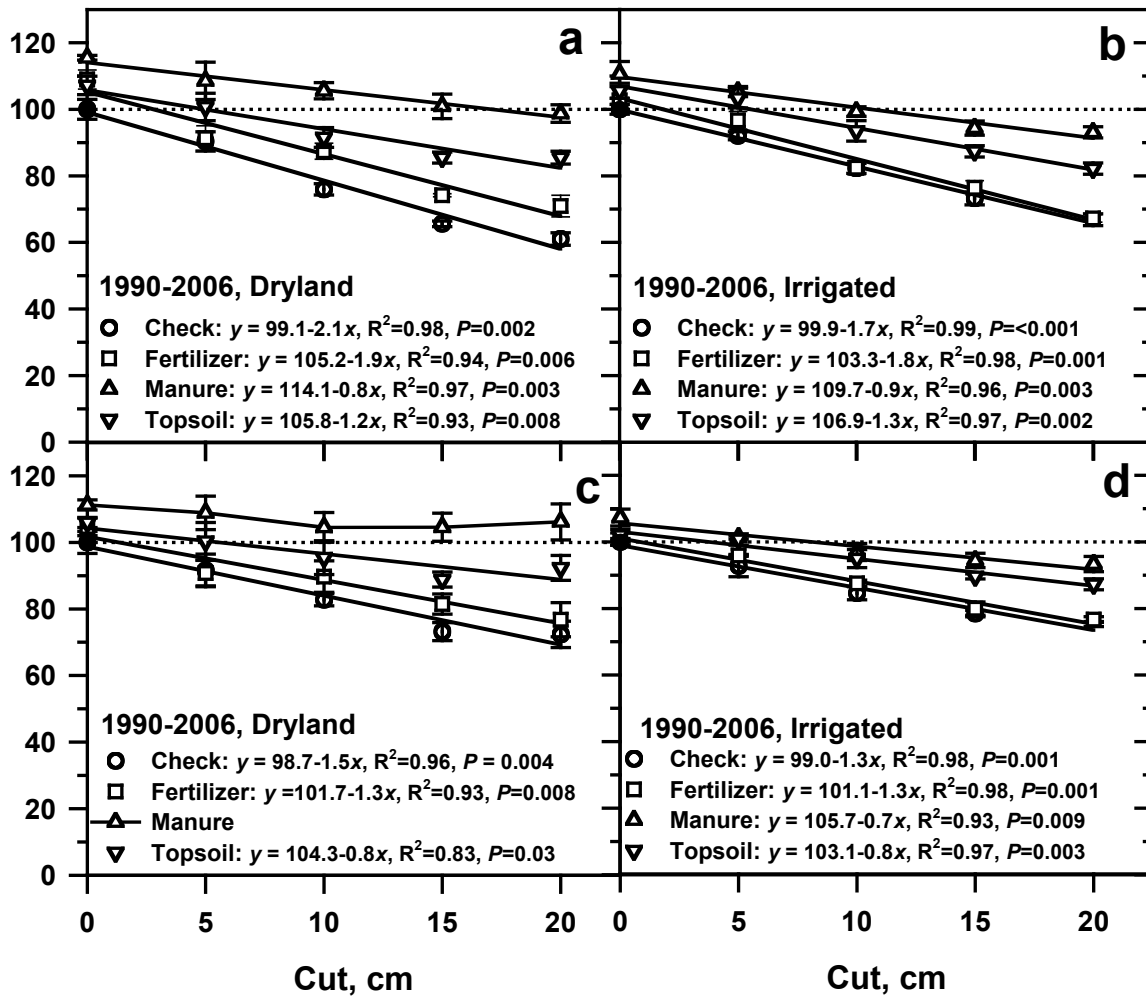 a
b
120
100
80
60
40
20
0
1990-2006, Dryland
Check: y = 99.1-2.1x, R²=0.98, P=0.002
Fertilizer: y = 105.2-1.9x, R²=0.94, P=0.006
Manure: y = 114.1-0.8x, R²=0.97, P=0.003
Topsoil: y = 105.8-1.2x, R²=0.93, P=0.008
1990-2006, Irrigated
Check: y = 99.9-1.7x, R²=0.99, P=<0.001
Fertilizer: y = 103.3-1.8x, R²=0.98, P=0.001
Manure: y = 109.7-0.9x, R²=0.96, P=0.003
Topsoil: y = 106.9-1.3x, R²=0.97, P=0.002
c
d
120
100
80
60
40
20
0
1990-2006, Dryland
Check: y = 98.7-1.5x, R²=0.96, P = 0.004
Fertilizer: y =101.7-1.3x, R²=0.93, P=0.008
Manure
Topsoil: y = 104.3-0.8x, R²=0.83, P=0.03
1990-2006, Irrigated
Check: y = 99.0-1.3x, R²=0.98, P=0.001
Fertilizer: y = 101.1-1.3x, R²=0.98, P=0.001
Manure: y = 105.7-0.7x, R²=0.93, P=0.009
Topsoil: y = 103.1-0.8x, R²=0.97, P=0.003
0 5 10 15 20
0 5 10 15 20
Cut, cm
Cut, cm